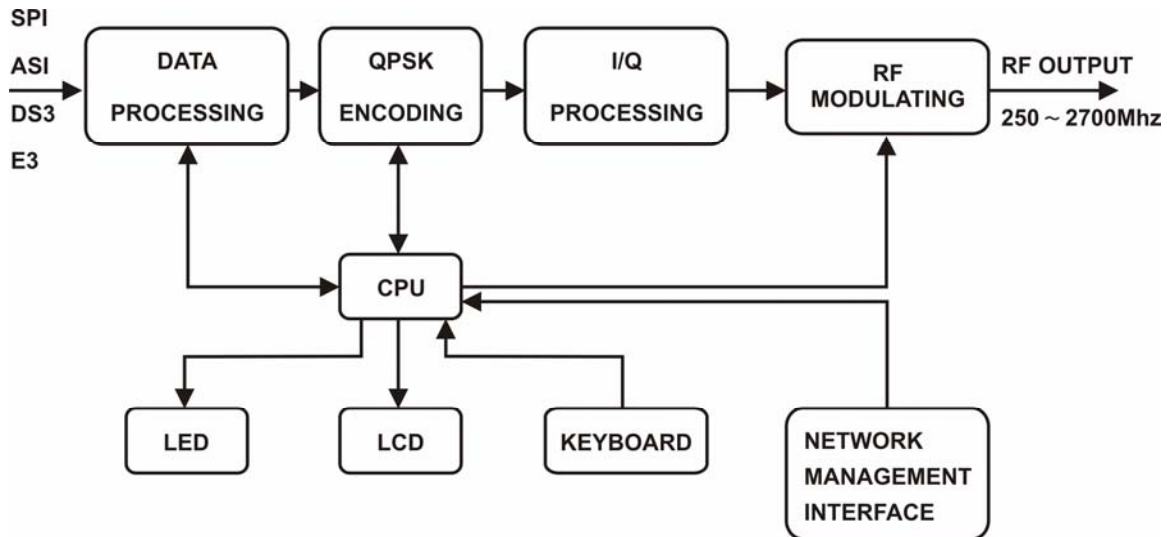 SPI
ASI
DS3
E3
DATA
PROCESSING
QPSK
ENCODING
I/Q
PROCESSING
RF
MODULATING
RF OUTPUT
250 ~ 2700Mhz
CPU
LED
LCD
KEYBOARD
NETWORK
MANAGEMENT
INTERFACE